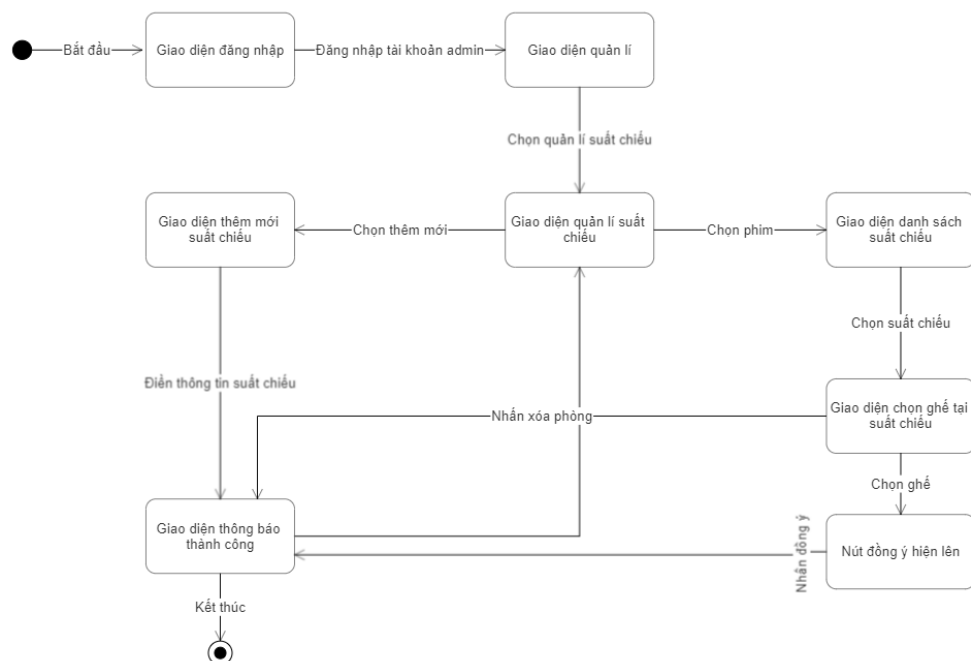 Bắt đầu
Giao diện đăng nhập
Đăng nhập tài khoản admin
Giao diện quản lí
Chọn quản lí suất chiếu
Giao diện thêm mới
suất chiếu
Chọn thêm mới
Giao diện quản lí suất
chiếu
Chọn phim
Giao diện danh sách
suất chiếu
Chọn suất chiếu
Điền thông tin suất chiếu
Nhấn xóa phòng
Giao diện chọn ghế tại
suất chiếu
Chọn ghế
Giao diện thông báo
thành công
Nhấn đồng ý
Nút đồng ý hiện lên
Kết thúc